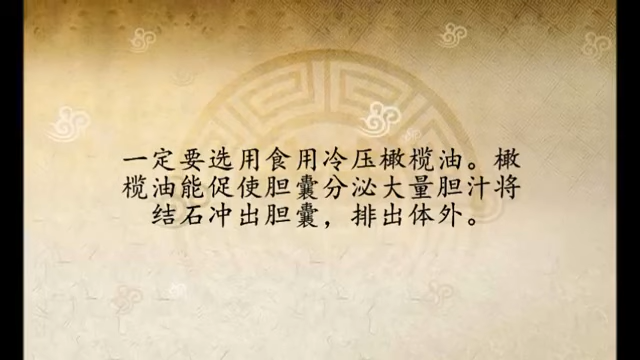 一定要选用食用冷压橄榄油。橄
榄油能促使胆囊分泌大量胆汁将
结石冲出胆囊，排出体外。